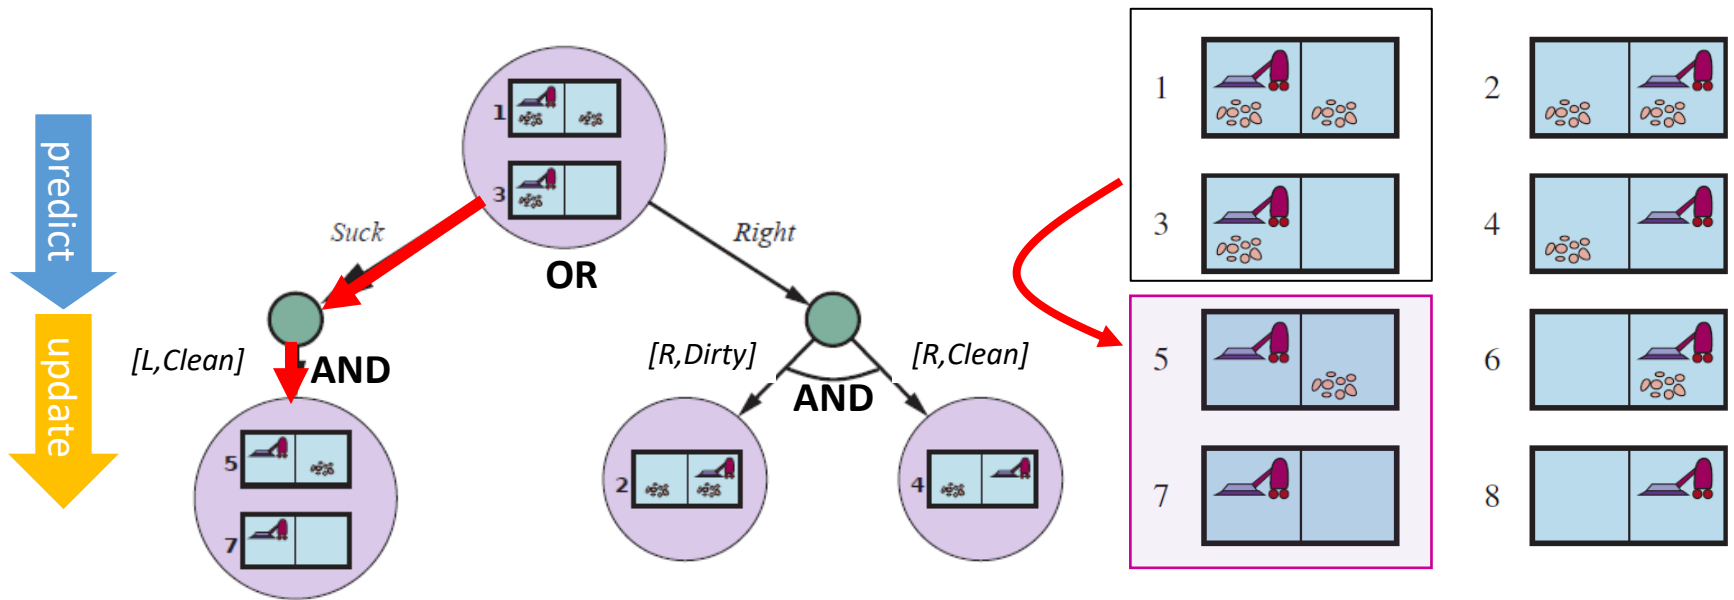 predict
update
1
3
Suck
Right
OR
[L,Clean]
AND
[R,Dirty]
[R,Clean]
AND
5
7
2
4
1
2
3
4
5
6
7
8